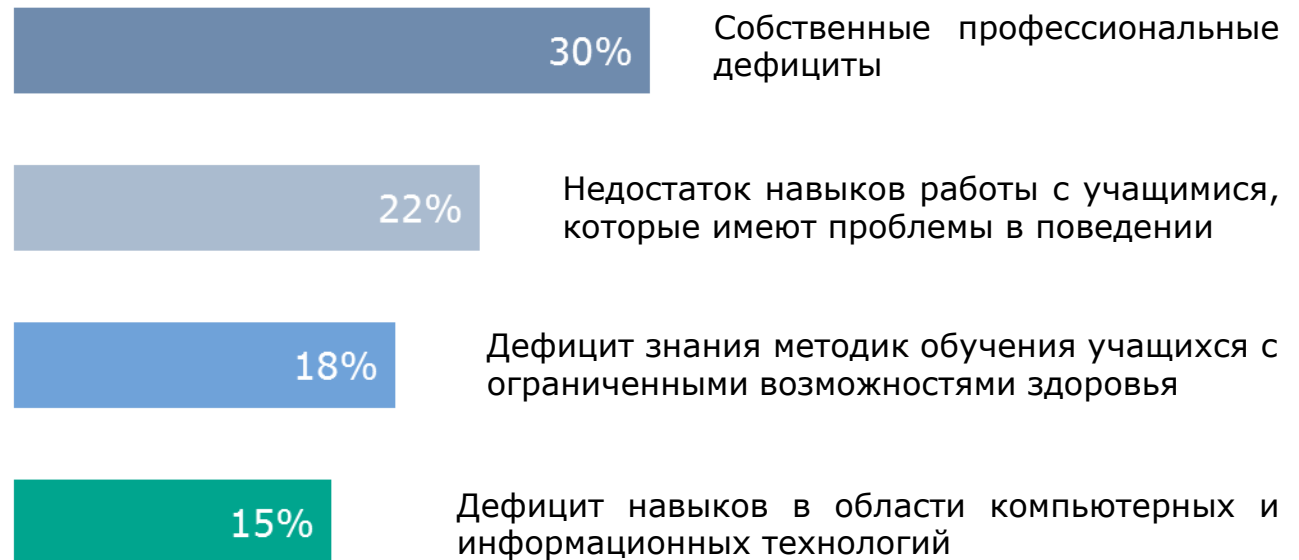 30%
Собственные профессиональные
дефициты
22%
Недостаток навыков работы с учащимися,
которые имеют проблемы в поведении
18%
Дефицит знания методик обучения учащихся с
ограниченными возможностями здоровья
15%
Дефицит навыков в области компьютерных и
информационных технологий